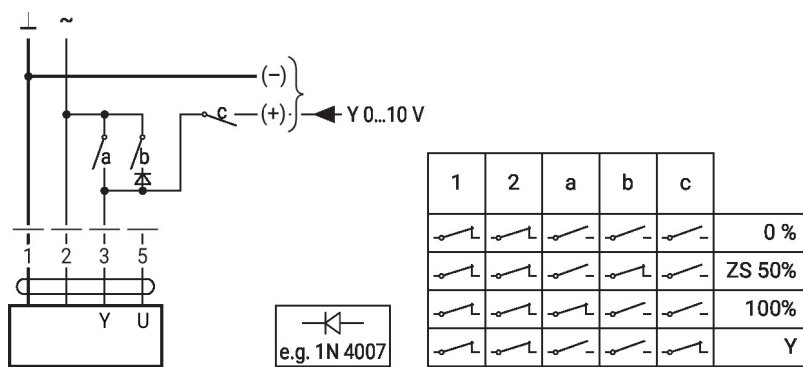 ⊥ ~
(–)
c (+) Y 0...10 V
a b
1 2 3 5
Y U
e.g. 1N 4007
1 2 a b c
0 %
ZS 50%
100%
Y